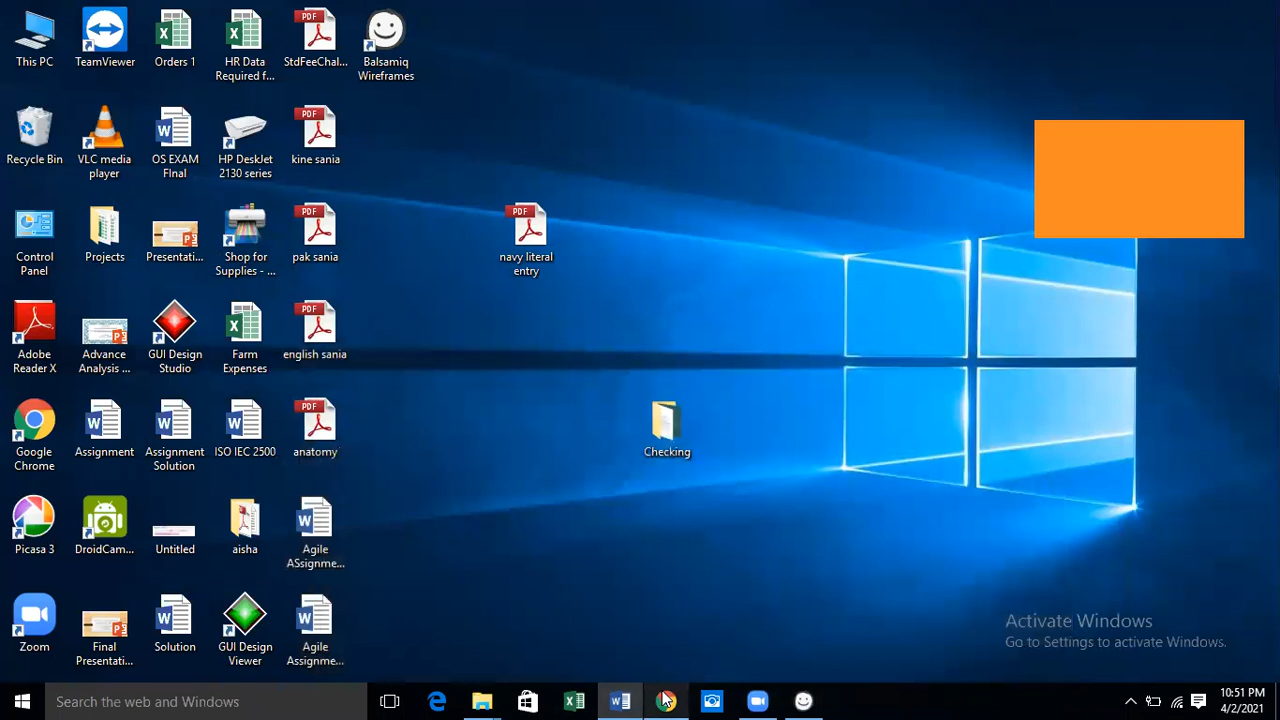 This PC
TeamViewer
Orders 1
HR Data
Required f...
PDF
StdFeeChal...
Balsamiq
Wireframes
Recycle Bin
VLC media
player
OS EXAM
FInal
HP DeskJet
2130 series
PDF
kine sania
Control
Panel
Projects
Presentati...
Shop for
Supplies - ...
PDF
pak sania
PDF
navy literal
entry
Adobe
Reader X
Advance
Analysis ...
GUI Design
Studio
Farm
Expenses
PDF
english sania
Google
Chrome
Assignment
Assignment
Solution
ISO IEC 2500
PDF
anatomy
Checking
Picasa 3
DroidCam...
Untitled
aisha
Agile
ASsignme...
Zoom
Final
Presentati...
Solution
GUI Design
Viewer
Agile
Assignme...
Activate Windows
Go to Settings to activate Windows.
Search the web and Windows
10:51 PM
4/2/2021